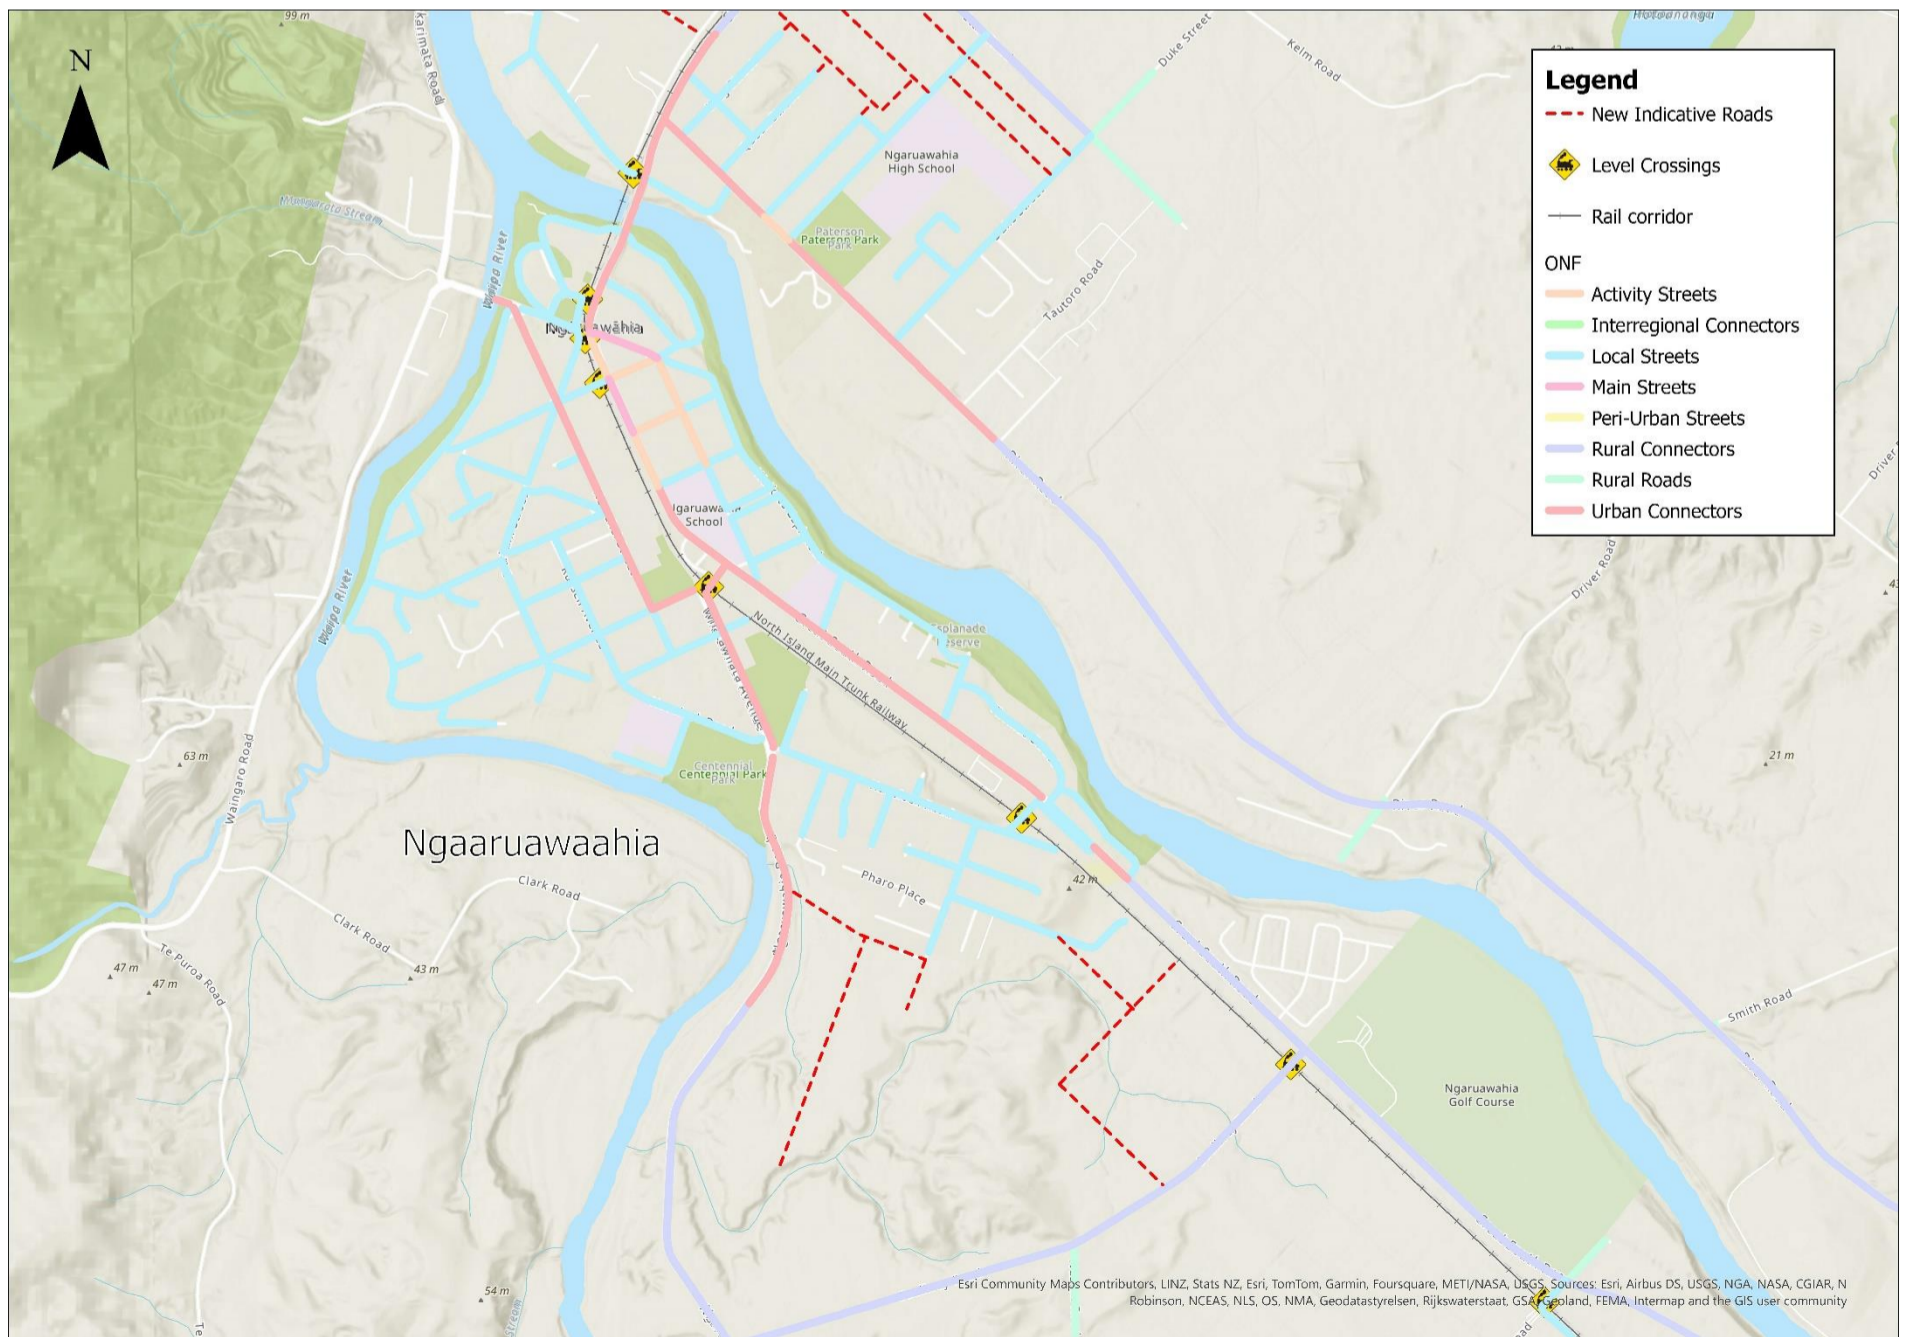 99 m
N
Duke Street
Kelm Road
Legend
New Indicative Roads
Level Crossings
Rail corridor
ONF
Activity Streets
Interregional Connectors
Local Streets
Main Streets
Peri-Urban Streets
Rural Connectors
Rural Roads
Urban Connectors
Ngaruawahia
High School
Paterson Park
Waipa River
Tautoro Road
School
Driver Road
Waipa River
North Island Main Trunk Railway
Waingaro Road
63 m
21 m
Centennial Park
Ngaaruawaahia
Pharo Place
42 m
Clark Road
Clark Road
Te Puroa Road
47 m
47 m
43 m
Smith Road
Ngaruawahia
Golf Course
54 m
Esri Community Maps Contributors, LINZ, Stats NZ, Esri, TomTom, Garmin, Foursquare, METI/NASA, USGS, Sources: Esri, Airbus DS, USGS, NGA, NASA, CGIAR, N
Robinson, NCEAS, NLS, OS, NMA, Geodatastyrelsen, Rijkswaterstaat, GSA, Geoland, FEMA, Intermap and the GIS user community